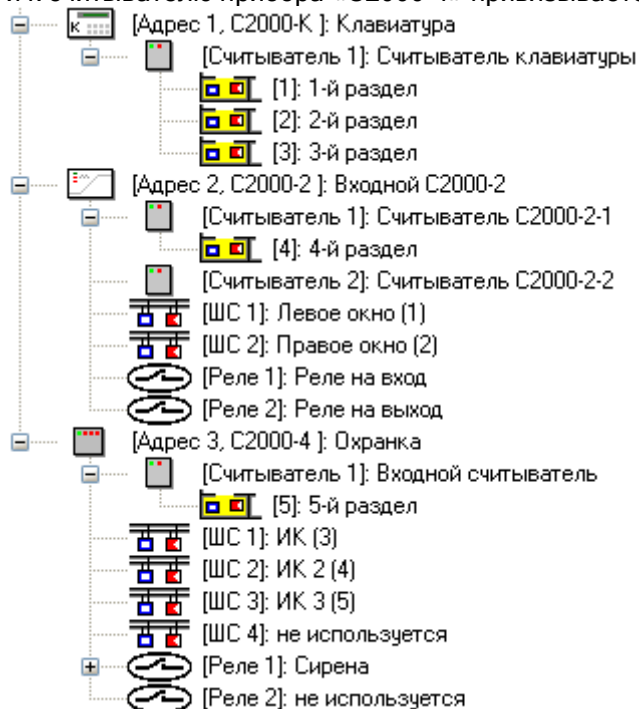 [Адрес 1, С2000-К ]: Клавиатура
[Считыватель 1]: Считыватель клавиатуры
[1]: 1-й раздел
[2]: 2-й раздел
[3]: 3-й раздел
[Адрес 2, С2000-2 ]: Входной С2000-2
[Считыватель 1]: Считыватель С2000-2-1
[4]: 4-й раздел
[Считыватель 2]: Считыватель С2000-2-2
[ШС 1]: Левое окно (1)
[ШС 2]: Правое окно (2)
[Реле 1]: Реле на вход
[Реле 2]: Реле на выход
[Адрес 3, С2000-4 ]: Охранка
[Считыватель 1]: Входной считыватель
[5]: 5-й раздел
[ШС 1]: ИК (3)
[ШС 2]: ИК 2 (4)
[ШС 3]: ИК 3 (5)
[ШС 4]: не используется
[Реле 1]: Сирена
[Реле 2]: не используется